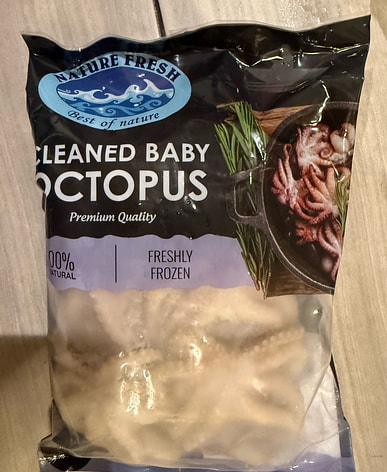 NATURE FRESH
Best of nature
CLEANED BABY
OCTOPUS
Premium Quality
00%
NATURAL
FRESHLY
FROZEN